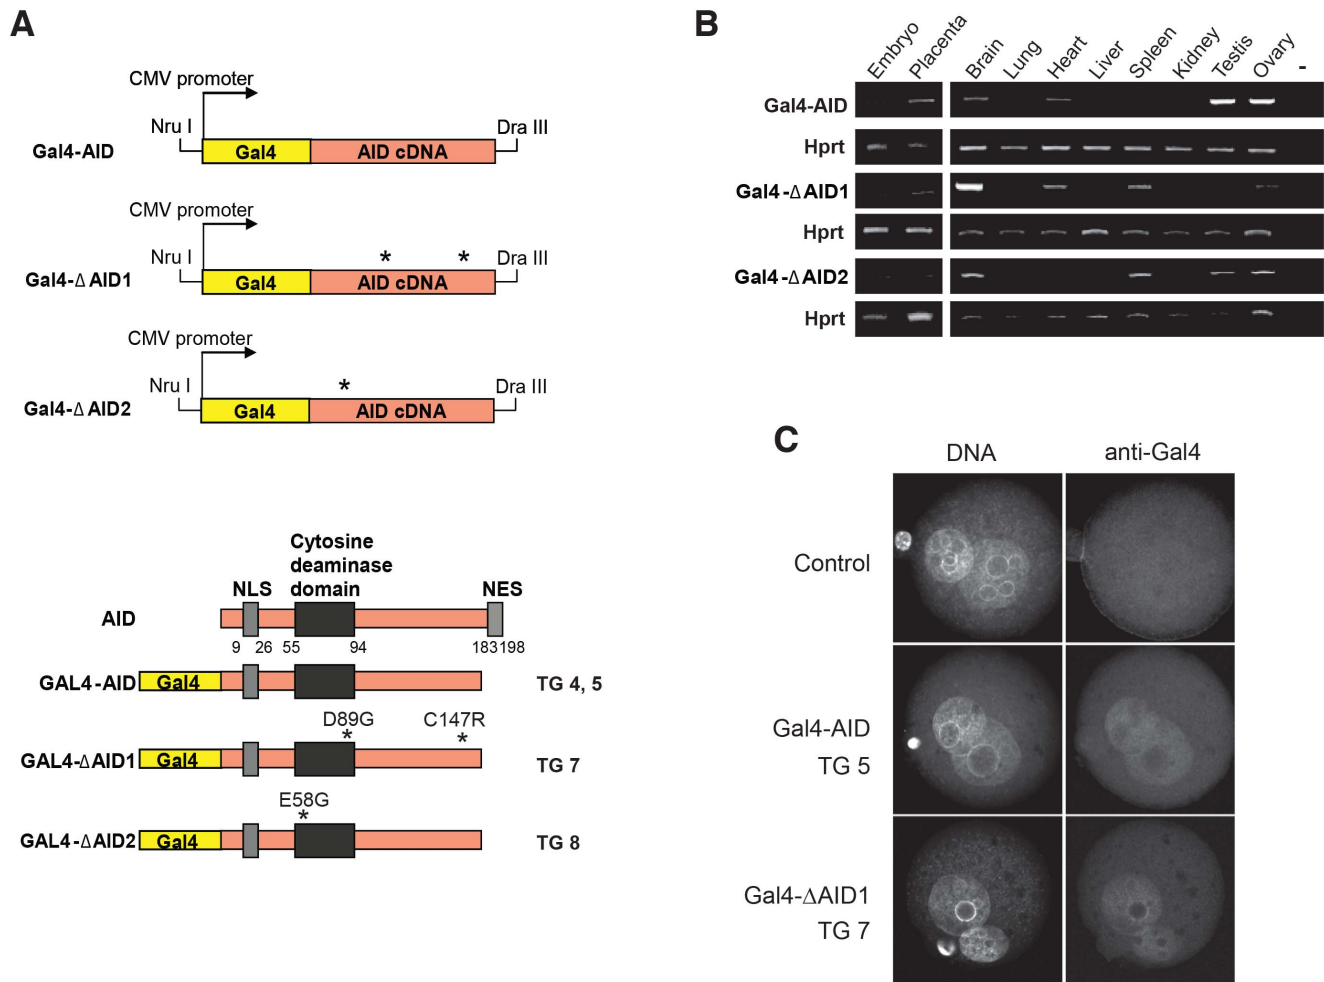 A
CMV promoter
Nru I
Dra III
Gal4-AID
Gal4
AID cDNA
CMV promoter
Nru I
* *
Dra III
Gal4-ΔAID1
Gal4
AID cDNA
CMV promoter
Nru I
*
Dra III
Gal4-ΔAID2
Gal4
AID cDNA
Cytosine
deaminase
domain
NLS
NES
AID
9 26 55 94 183 198
GAL4-AID
Gal4
TG 4, 5
D89G
C147R
* *
GAL4-ΔAID1
Gal4
TG 7
E58G
*
GAL4-ΔAID2
Gal4
TG 8
B
Embryo
Placenta
Brain
Lung
Heart
Liver
Spleen
Kidney
Testis
Ovary
-
Gal4-AID
Hprt
Gal4-ΔAID1
Hprt
Gal4-ΔAID2
Hprt
C
DNA
anti-Gal4
Control
Gal4-AID
TG 5
Gal4-ΔAID1
TG 7